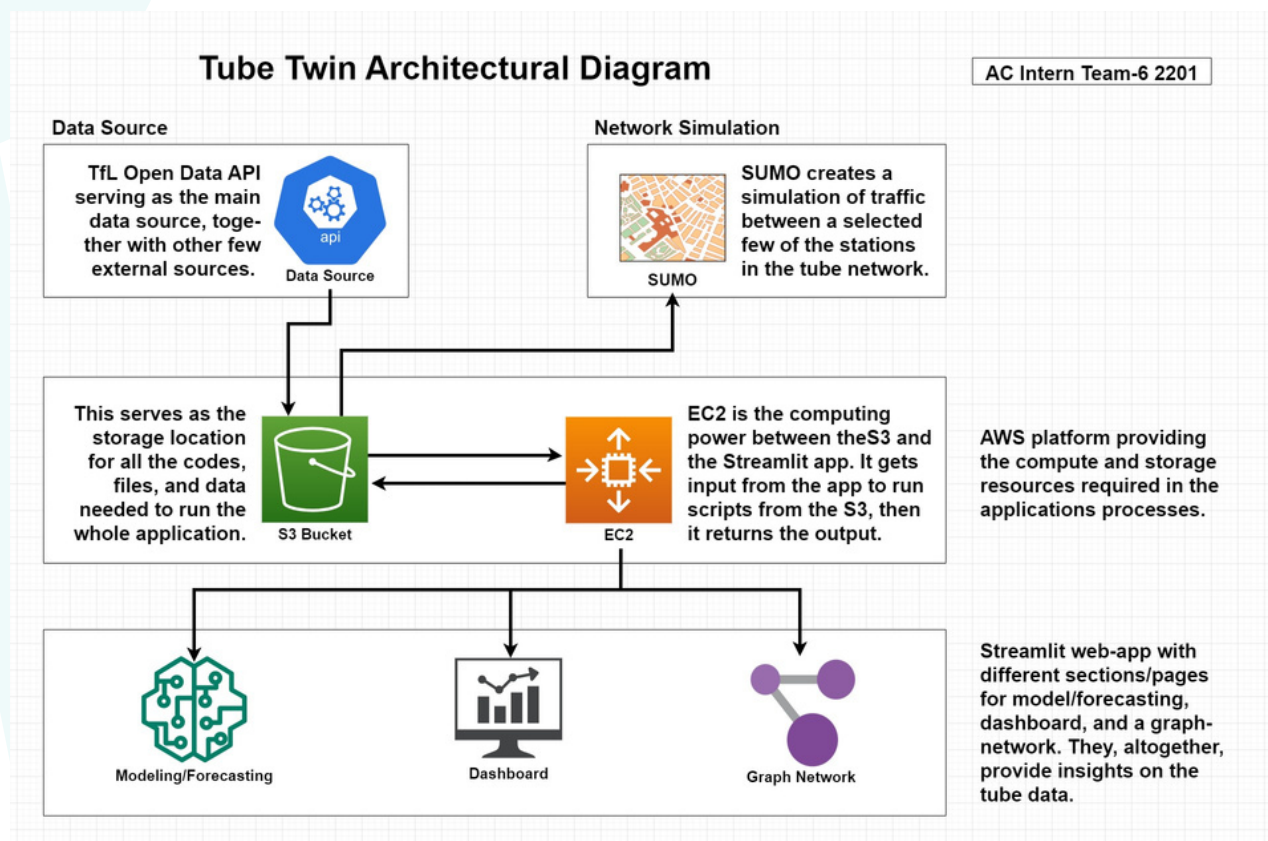 Tube Twin Architectural Diagram
AC Intern Team-6 2201
Data Source
TfL Open Data API
serving as the main
data source, toge-
ther with other few
external sources.
api
Data Source
Network Simulation
SUMO
SUMO creates a
simulation of traffic
between a selected
few of the stations
in the tube network.
This serves as the
storage location
for all the codes,
files, and data
needed to run the
whole application.
S3 Bucket
EC2
EC2 is the computing
power between theS3 and
the Streamlit app. It gets
input from the app to run
scripts from the S3, then
it returns the output.
AWS platform providing
the compute and storage
resources required in the
applications processes.
Modeling/Forecasting
Dashboard
Graph Network
Streamlit web-app with
different sections/pages
for model/forecasting,
dashboard, and a graph-
network. They, altogether,
provide insights on the
tube data.